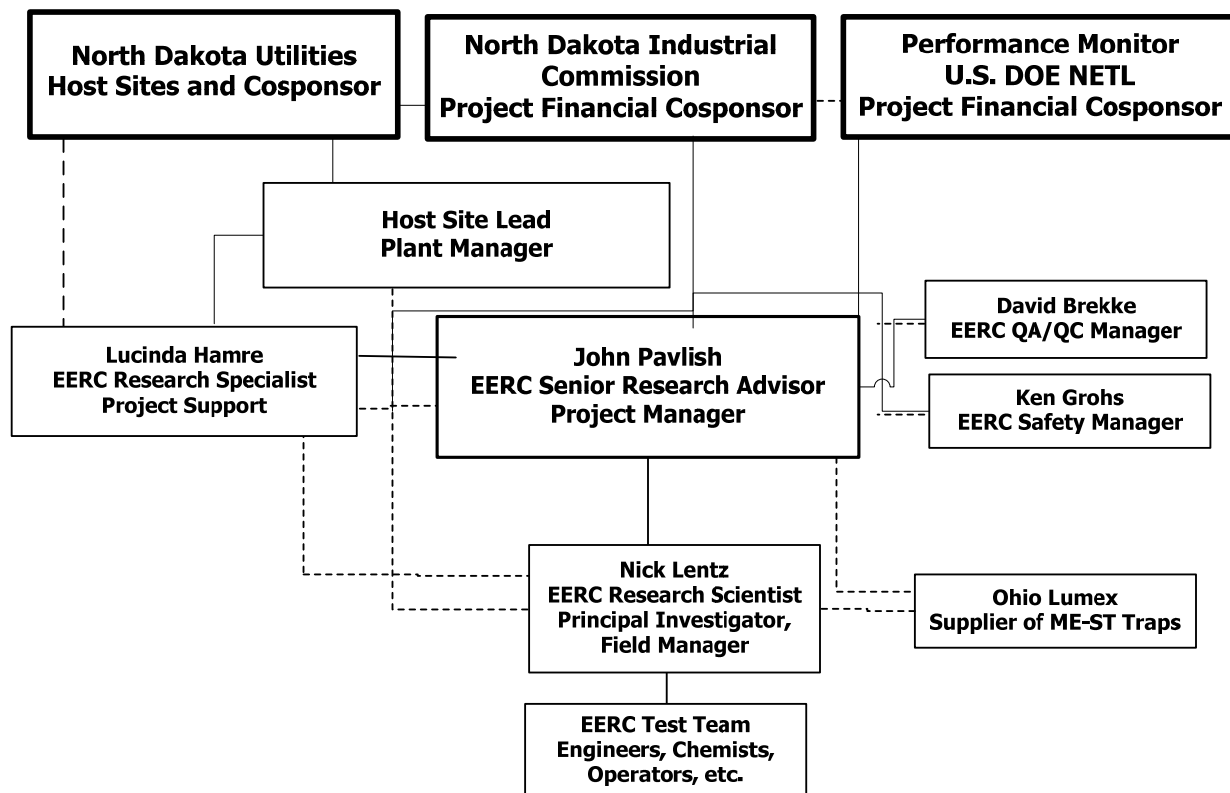 North Dakota Utilities
Host Sites and Cosponsor
North Dakota Industrial
Commission
Project Financial Cosponsor
Performance Monitor
U.S. DOE NETL
Project Financial Cosponsor
Host Site Lead
Plant Manager
Lucinda Hamre
EERC Research Specialist
Project Support
John Pavlish
EERC Senior Research Advisor
Project Manager
David Brekke
EERC QA/QC Manager
Ken Grohs
EERC Safety Manager
Nick Lentz
EERC Research Scientist
Principal Investigator,
Field Manager
Ohio Lumex
Supplier of ME-ST Traps
EERC Test Team
Engineers, Chemists,
Operators, etc.